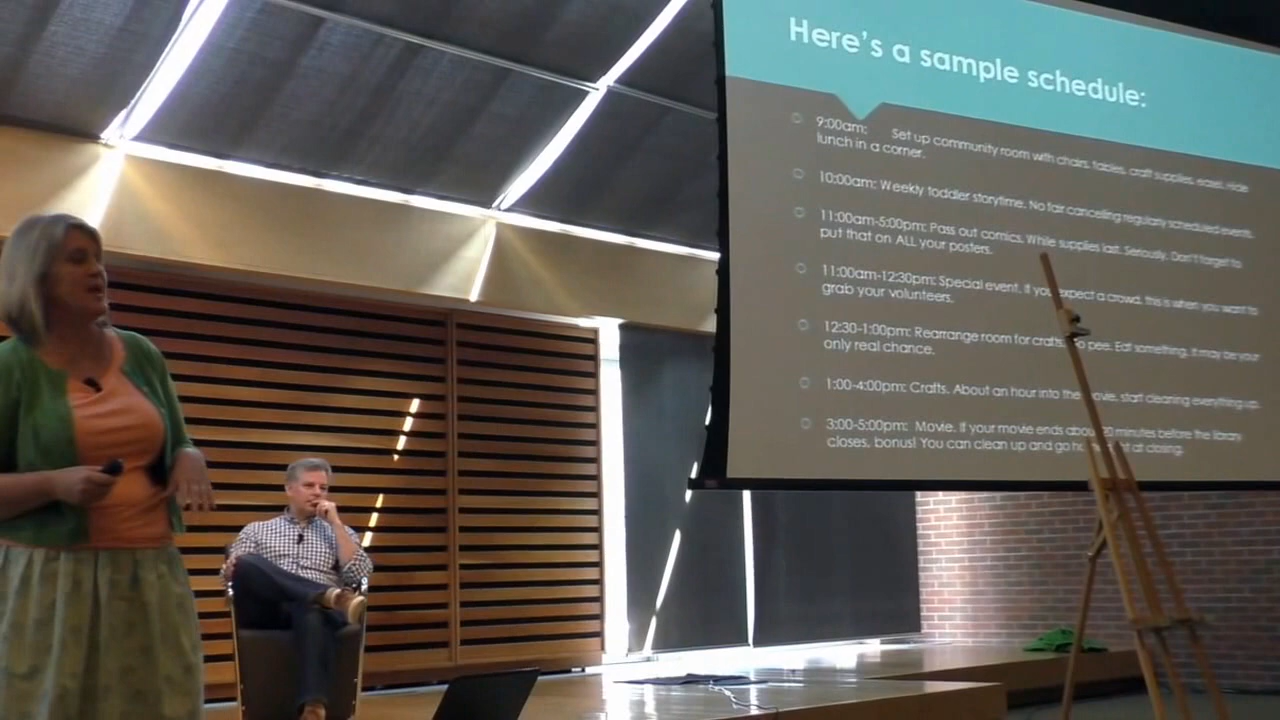 Here's a sample schedule:
9:00am: Set up community room with chairs, tables, craft supplies, easel. Hide
lunch in a corner.
10:00am: Weekly toddler storytime. No fair cancelling regularly scheduled events.
11:00am-5:00pm: Pass out comics. While supplies last. Seriously. Don't forget to
put that on ALL your posters.
11:00am-12:30pm: Special event. If you expect a crowd, this is when you want to
grab your volunteers.
12:30-1:00pm: Rearrange room for crafts. Go pee. Eat something. It may be your
only real chance.
1:00-4:00pm: Crafts. About an hour into the movie, start clearing everything up.
3:00-5:00pm: Movie. If your movie ends about minutes before the library
closes, bonus! You can clean up and go at closing.